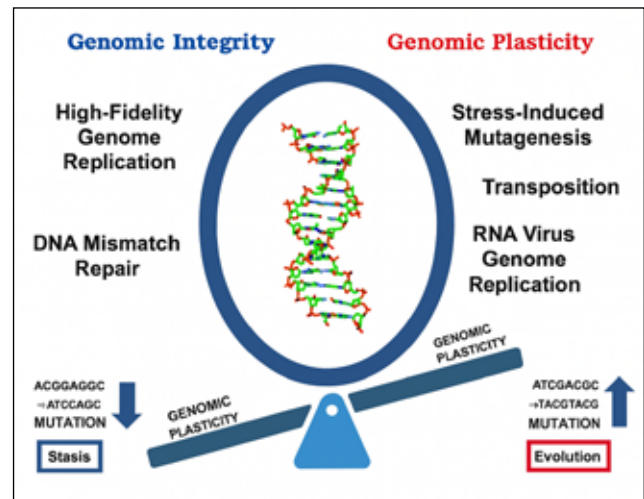 Genomic Integrity
Genomic Plasticity
High-Fidelity
Genome
Replication
DNA Mismatch
Repair
Stress-Induced
Mutagenesis
Transposition
RNA Virus
Genome
Replication
GENOMIC
PLASTICITY
GENOMIC
PLASTICITY
ACGGAGGC
→ATCCAGC
MUTATION
Stasis
ATCGACGC
→TACGTACG
MUTATION
Evolution